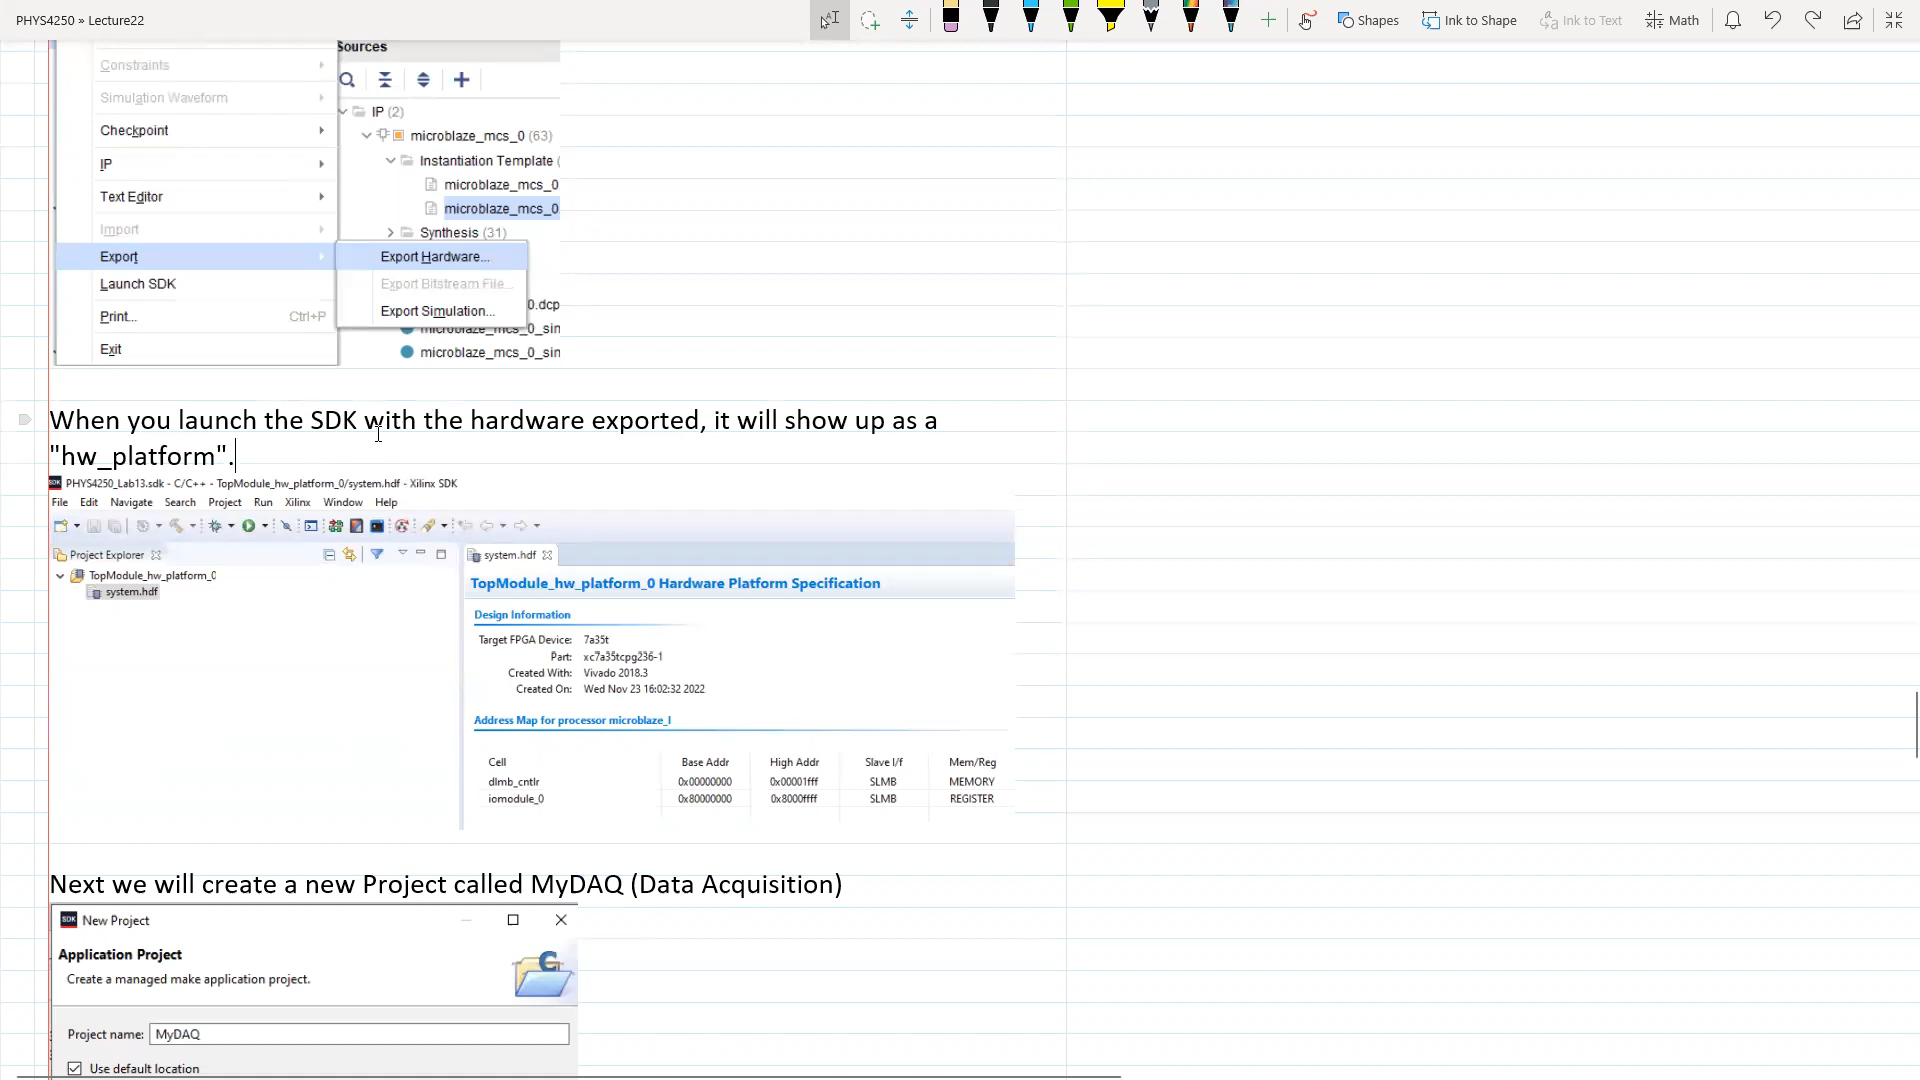 PHYS4250 » Lecture22
Shapes
Ink to Shape
Ink to Text
Math
Sources
Constraints
Simulation Waveform
Checkpoint
IP
Text Editor
Import
Export
Launch SDK
Print...
Ctrl+P
Exit
IP (2)
microblaze_mcs_0 (63)
Instantiation Template (
microblaze_mcs_0
microblaze_mcs_0
Synthesis (31)
Export Hardware...
Export Bitstream File...
Export Simulation...
0.dcp
microblaze_mcs_0_sin
microblaze_mcs_0_sin
When you launch the SDK with the hardware exported, it will show up as a
"hw_platform".
PHYS4250_Lab13.sdk - C/C++ - TopModule_hw_platform_0/system.hdf - Xilinx SDK
File Edit Navigate Search Project Run Xilinx Window Help
Project Explorer
system.hdf
TopModule_hw_platform_0
system.hdf
TopModule_hw_platform_0 Hardware Platform Specification
Design Information
Target FPGA Device: 7a35t
Part: xc7a35tcpg236-1
Created With: Vivado 2018.3
Created On: Wed Nov 23 16:02:32 2022
Address Map for processor microblaze_I
Cell Base Addr High Addr Slave I/f Mem/Reg
dlmb_cntlr 0x00000000 0x00001fff SLMB MEMORY
iomodule_0 0x80000000 0x8000ffff SLMB REGISTER
Next we will create a new Project called MyDAQ (Data Acquisition)
SDK New Project
Application Project
Create a managed make application project.
Project name: MyDAQ
Use default location